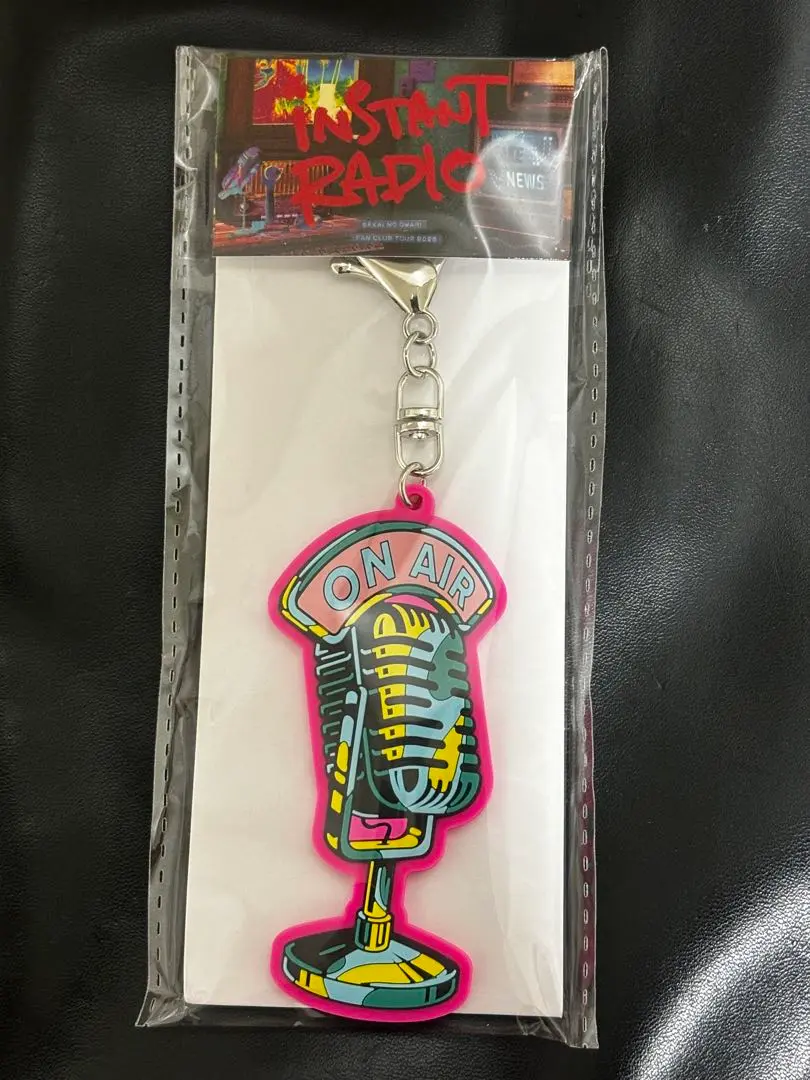 INSTANT
RADIO
NEWS
SEKAI NO OWARI
FAN CLUB TOUR 2025
ON AIR